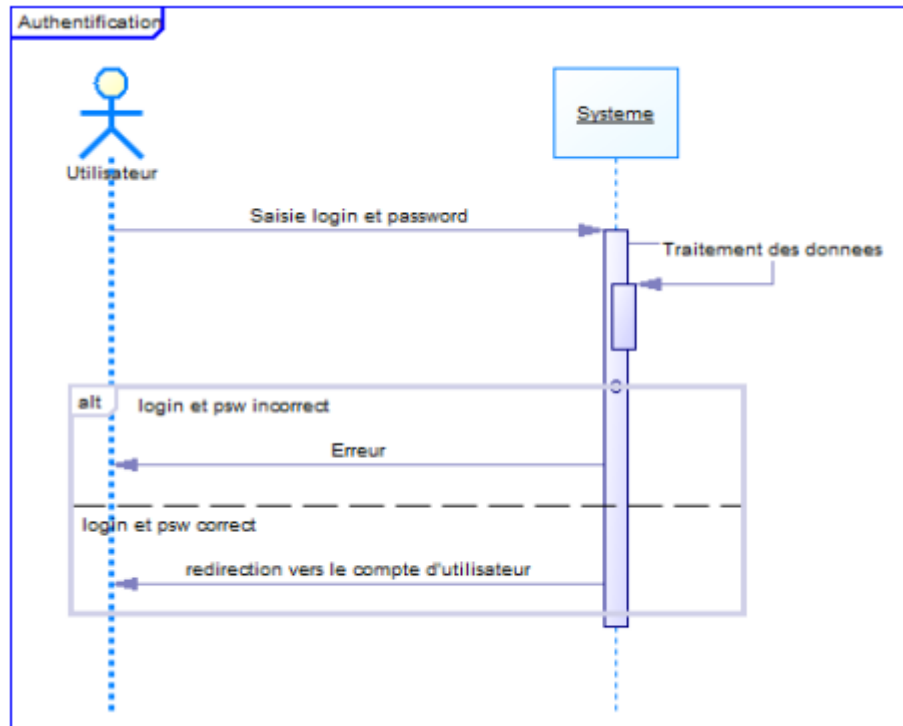 Authentification
Systeme
Utilisateur
Saisie login et password
Traitement des donnees
alt
login et psw incorrect
Erreur
login et psw correct
redirection vers le compte d'utilisateur